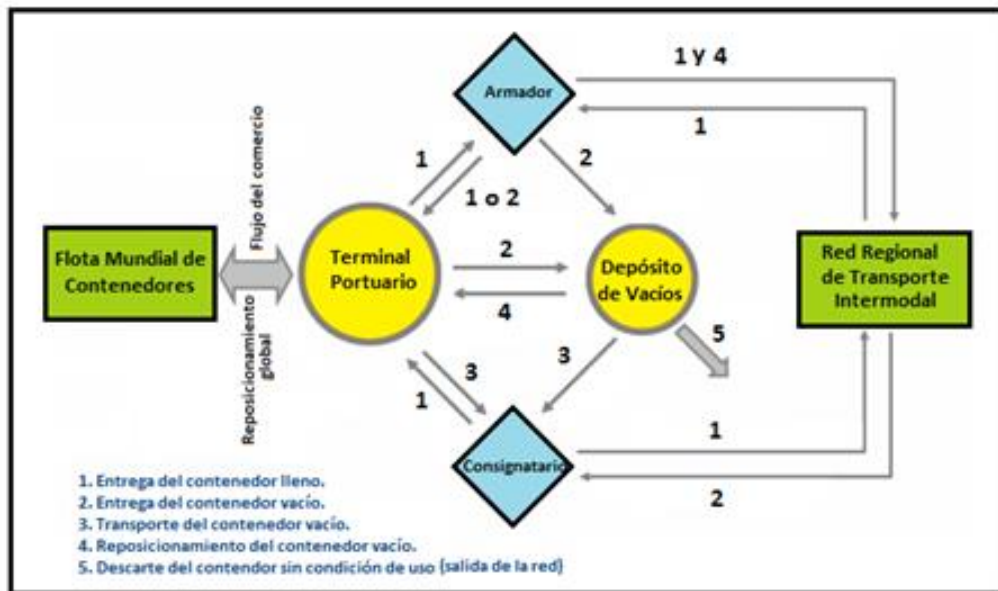 1 Y 4
Armador
1
1
2
1 o 2
Flujo del comercio
Flota Mundial de
Contenedores
Terminal
Portuario
2
4
Depósito
de Vacíos
Red Regional
de Transporte
Intermodal
Reposicionamiento
global
5
3
3
1
Consignatario
1
2
1. Entrega del contenedor lleno.
2. Entrega del contenedor vacío.
3. Transporte del contenedor vacío.
4. Reposicionamiento del contenedor vacío.
5. Descarte del contendor sin condición de uso (salida de la red)